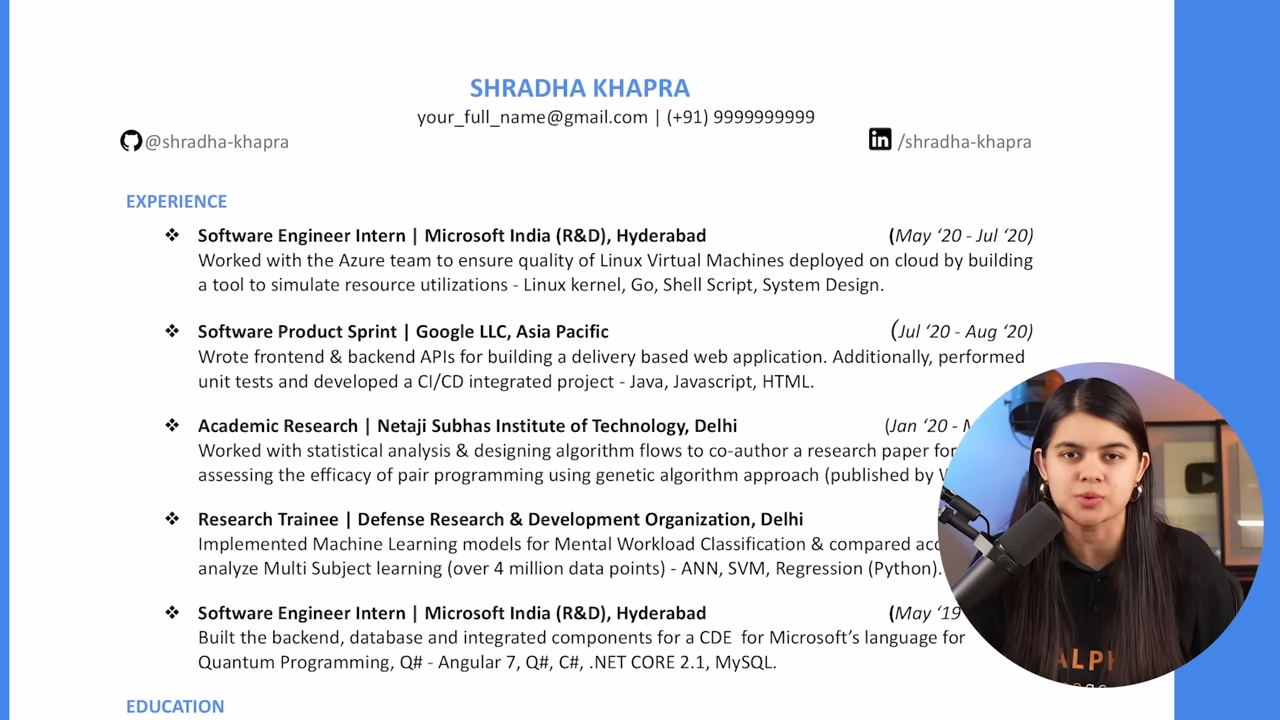 SHRADHA KHAPRA
your_full_name@gmail.com | (+91) 9999999999
@shradha-khapra
/shradha-khapra
EXPERIENCE
❖ Software Engineer Intern | Microsoft India (R&D), Hyderabad (May ‘20 - Jul ‘20)
Worked with the Azure team to ensure quality of Linux Virtual Machines deployed on cloud by building
a tool to simulate resource utilizations - Linux kernel, Go, Shell Script, System Design.
❖ Software Product Sprint | Google LLC, Asia Pacific (Jul ‘20 - Aug ‘20)
Wrote frontend & backend APIs for building a delivery based web application. Additionally, performed
unit tests and developed a CI/CD integrated project - Java, Javascript, HTML.
❖ Academic Research | Netaji Subhas Institute of Technology, Delhi (Jan ‘20 -
Worked with statistical analysis & designing algorithm flows to co-author a research paper for
assessing the efficacy of pair programming using genetic algorithm approach (published by
❖ Research Trainee | Defense Research & Development Organization, Delhi
Implemented Machine Learning models for Mental Workload Classification & compared
analyze Multi Subject learning (over 4 million data points) - ANN, SVM, Regression (Python).
❖ Software Engineer Intern | Microsoft India (R&D), Hyderabad (May ‘19
Built the backend, database and integrated components for a CDE for Microsoft’s language for
Quantum Programming, Q# - Angular 7, Q#, C#, .NET CORE 2.1, MySQL.
EDUCATION